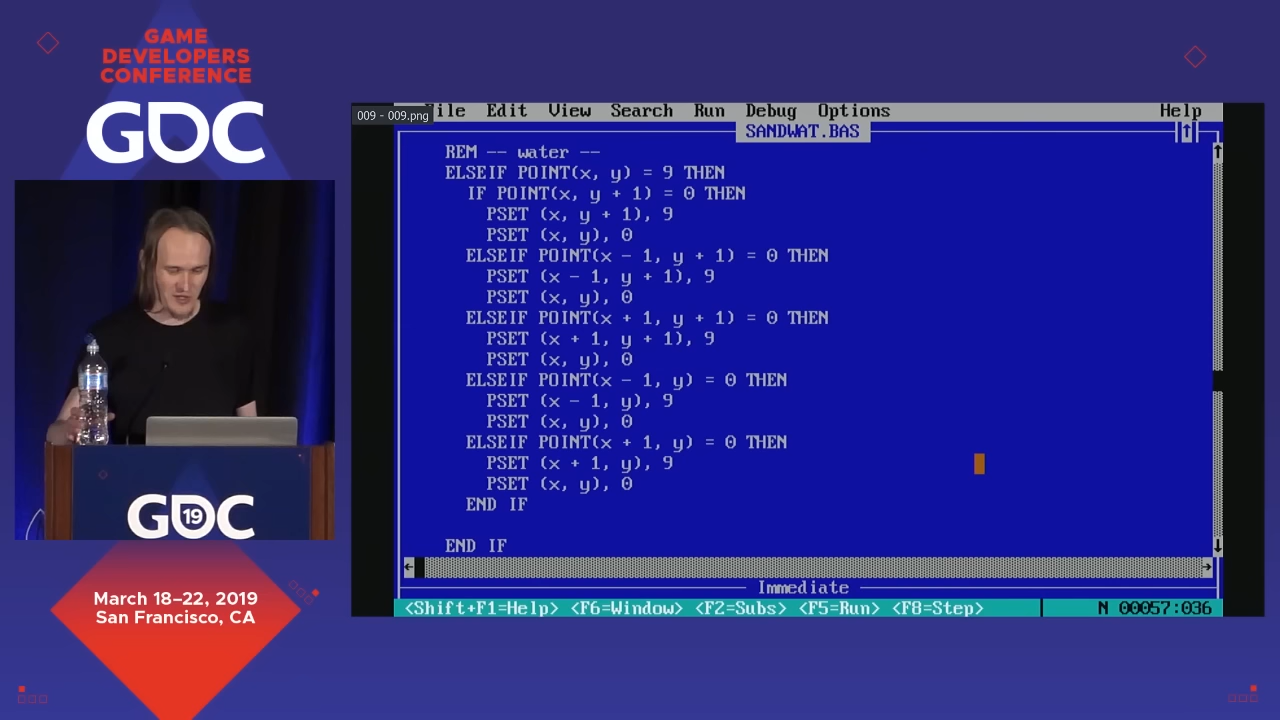 GAME
DEVELOPERS
CONFERENCE
GDC
GDC
19
March 18–22, 2019
San Francisco, CA
009 - 009.png
ile Edit View Search Run Debug Options Help
SANDWAT.BAS
REM -- water --
ELSEIF POINT(x, y) = 9 THEN
IF POINT(x, y + 1) = 0 THEN
PSET (x, y + 1), 9
PSET (x, y), 0
ELSEIF POINT(x - 1, y + 1) = 0 THEN
PSET (x - 1, y + 1), 9
PSET (x, y), 0
ELSEIF POINT(x + 1, y + 1) = 0 THEN
PSET (x + 1, y + 1), 9
PSET (x, y), 0
ELSEIF POINT(x - 1, y) = 0 THEN
PSET (x - 1, y), 9
PSET (x, y), 0
ELSEIF POINT(x + 1, y) = 0 THEN
PSET (x + 1, y), 9
PSET (x, y), 0
END IF
END IF
Immediate
<Shift+F1=Help> <F6=Window> <F2=Subs> <F5=Run> <F8=Step> N 00057:036